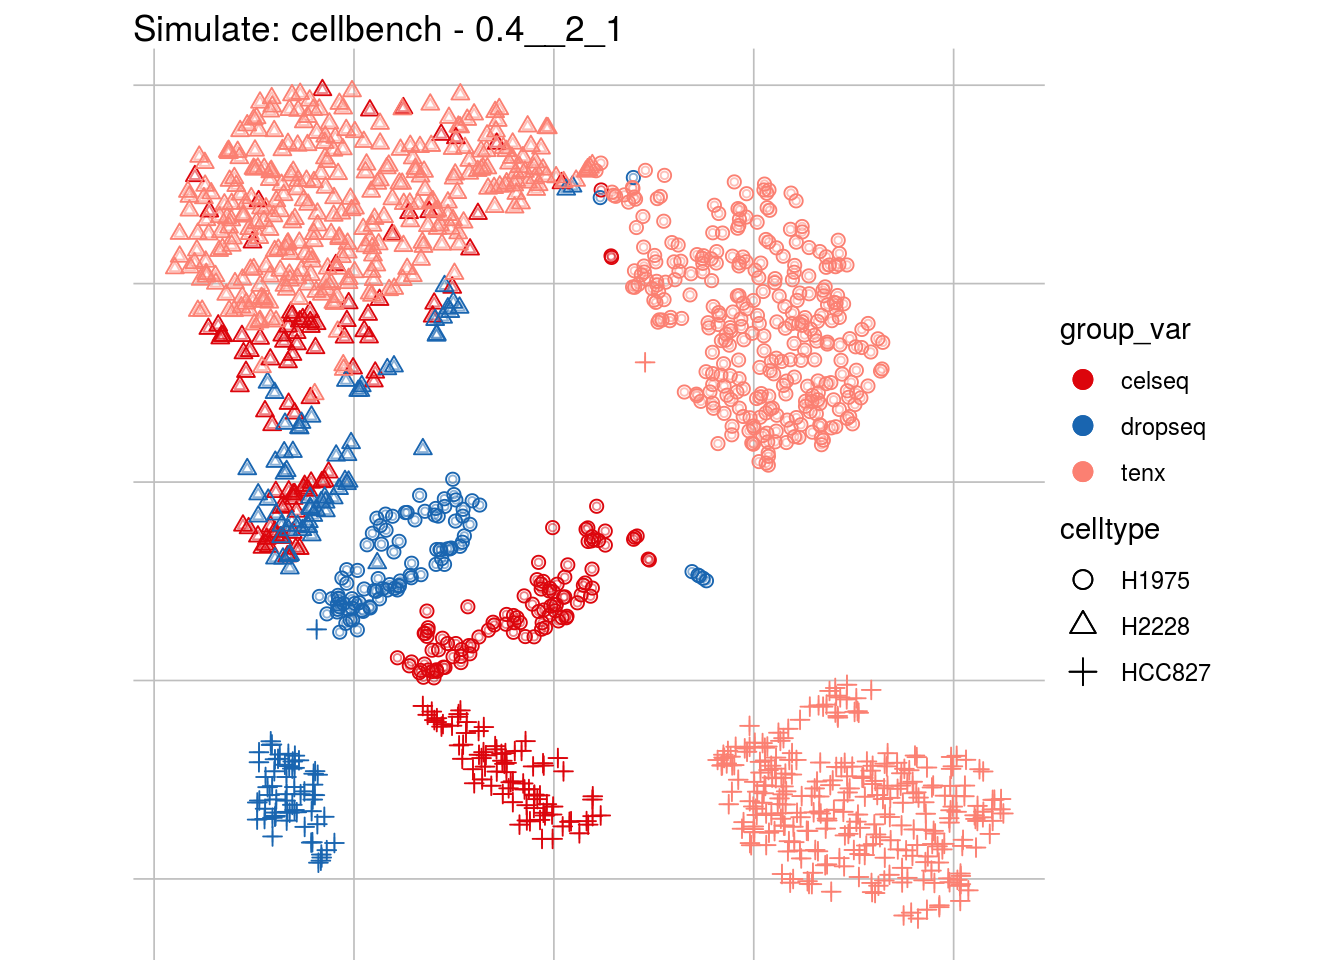 Simulate: cellbench - 0.4__2_1
group_var
celseq
dropseq
tenx
celltype
H1975
H2228
HCC827